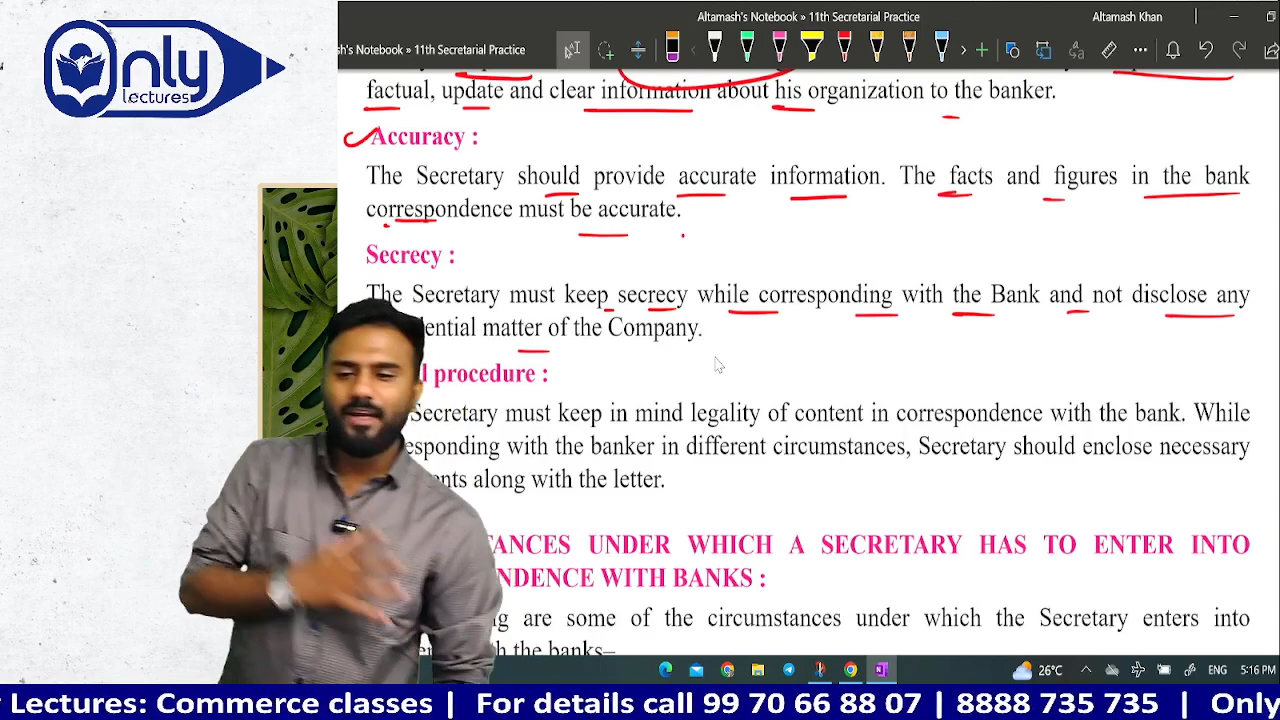 Only
Lectures
Altamash's Notebook » 11th Secretarial Practice
Altamash Khan
h's Notebook » 11th Secretarial Practice
factual, update and clear information about his organization to the banker.
Accuracy :
The Secretary should provide accurate information. The facts and figures in the bank
correspondence must be accurate.
Secrecy :
The Secretary must keep secrecy while corresponding with the Bank and not disclose any
ential matter of the Company.
procedure :
Secretary must keep in mind legality of content in correspondence with the bank. While
esponding with the banker in different circumstances, Secretary should enclose necessary
ents along with the letter.
TANCES UNDER WHICH A SECRETARY HAS TO ENTER INTO
NDENCE WITH BANKS :
g are some of the circumstances under which the Secretary enters into
the banks–
26°C
ENG
5:16 PM
Lectures: Commerce classes | For details call 99 70 66 88 07 | 8888 735 735 | Only